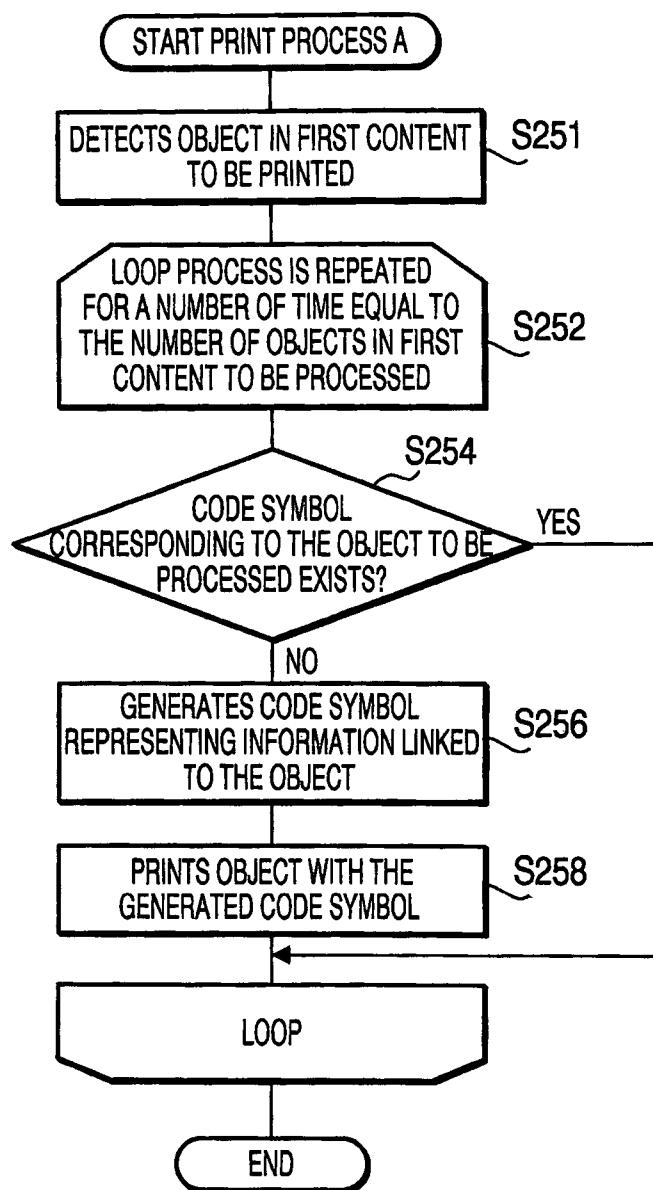 START PRINT PROCESS A
DETECTS OBJECT IN FIRST CONTENT
TO BE PRINTED
S251
LOOP PROCESS IS REPEATED
FOR A NUMBER OF TIME EQUAL TO
THE NUMBER OF OBJECTS IN FIRST
CONTENT TO BE PROCESSED
S252
S254
CODE SYMBOL
CORRESPONDING TO THE OBJECT TO BE
PROCESSED EXISTS?
YES
NO
GENERATES CODE SYMBOL
REPRESENTING INFORMATION LINKED
TO THE OBJECT
S256
PRINTS OBJECT WITH THE
GENERATED CODE SYMBOL
S258
LOOP
END